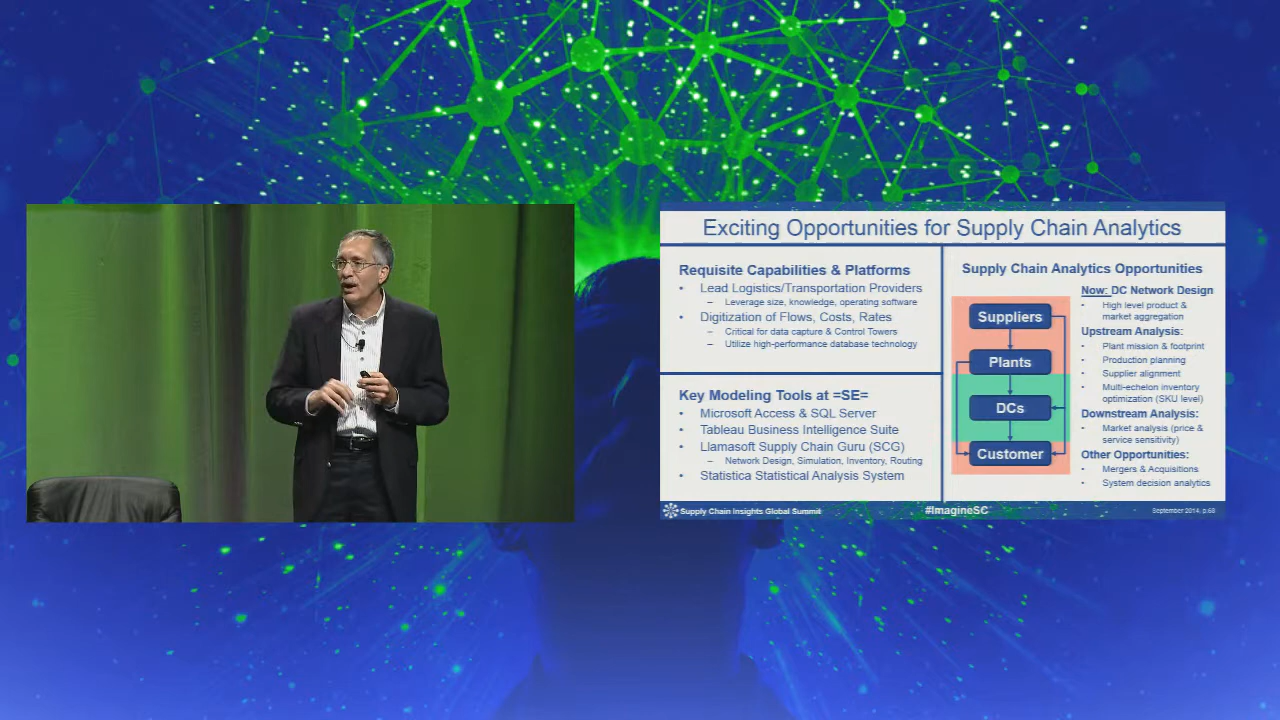 Exciting Opportunities for Supply Chain Analytics
Requisite Capabilities & Platforms
• Lead Logistics/Transportation Providers
– Leverage size, knowledge, operating software
• Digitization of Flows, Costs, Rates
– Critical for data capture & Control Towers
– Utilize high-performance database technology
Key Modeling Tools at =SE=
• Microsoft Access & SQL Server
• Tableau Business Intelligence Suite
• Llamasoft Supply Chain Guru (SCG)
– Network Design, Simulation, Inventory, Routing
• Statistica Statistical Analysis System
Supply Chain Analytics Opportunities
Suppliers
Plants
DCs
Customer
Now: DC Network Design
• High level product &
market aggregation
Upstream Analysis:
• Plant mission & footprint
• Production planning
• Supplier alignment
• Multi-echelon inventory
optimization (SKU level)
Downstream Analysis:
• Market analysis (price &
service sensitivity)
Other Opportunities:
• Mergers & Acquisitions
• System decision analytics
Supply Chain Insights Global Summit
#ImagineSC
September 2014, p.68